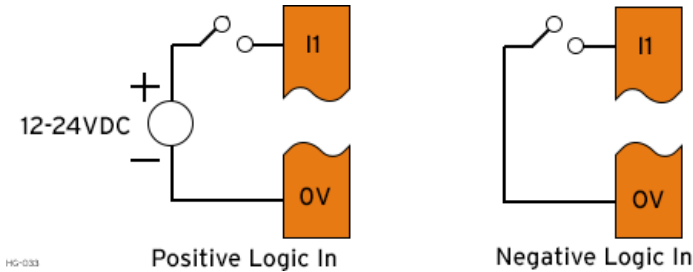 I1
+
12-24VDC
−
0V
Positive Logic In
I1
0V
Negative Logic In
HG-033